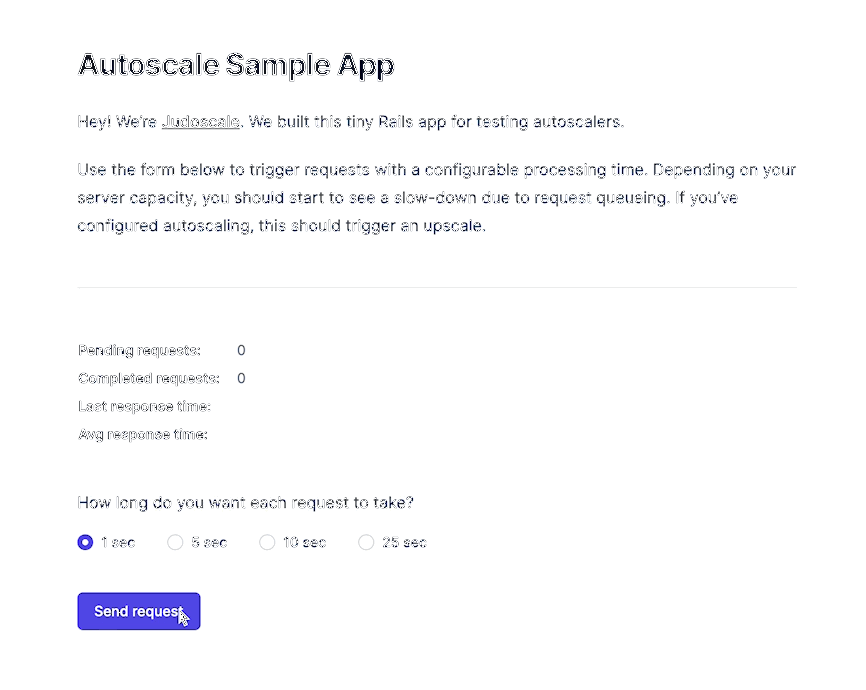 Autoscale Sample App
Hey! We're Judoscale. We built this tiny Rails app for testing autoscalers.
Use the form below to trigger requests with a configurable processing time. Depending on your
server capacity, you should start to see a slow-down due to request queueing. If you've
configured autoscaling, this should trigger an upscale.
Pending requests: 0
Completed requests: 0
Last response time:
Avg response time:
How long do you want each request to take?
1 sec 5 sec 10 sec 25 sec
Send request